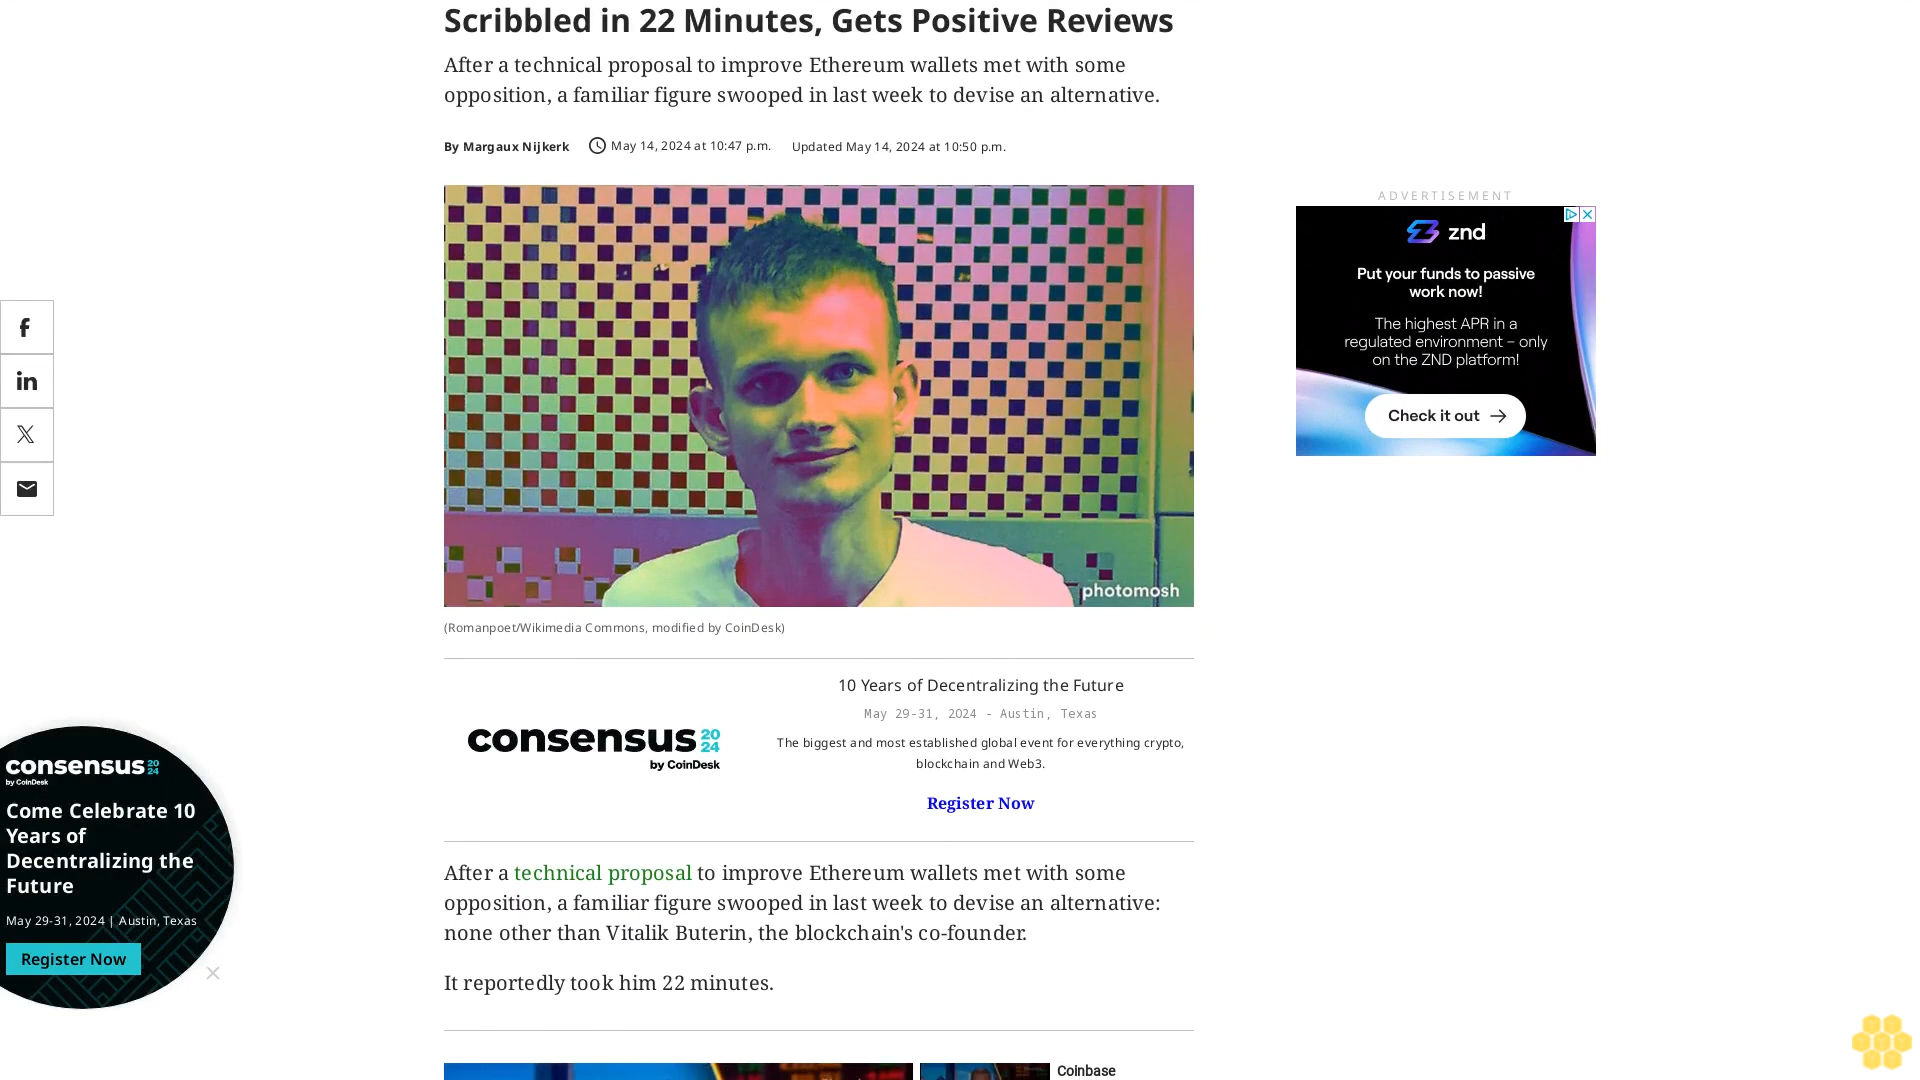 Scribbled in 22 Minutes, Gets Positive Reviews
After a technical proposal to improve Ethereum wallets met with some
opposition, a familiar figure swooped in last week to devise an alternative.
By Margaux Nijkerk May 14, 2024 at 10:47 p.m. Updated May 14, 2024 at 10:50 p.m.
photomosh
(Romanpoet/Wikimedia Commons, modified by CoinDesk)
consensus 2024
by CoinDesk
10 Years of Decentralizing the Future
May 29-31, 2024 - Austin, Texas
The biggest and most established global event for everything crypto,
blockchain and Web3.
Register Now
After a technical proposal to improve Ethereum wallets met with some
opposition, a familiar figure swooped in last week to devise an alternative:
none other than Vitalik Buterin, the blockchain's co-founder.
It reportedly took him 22 minutes.
Coinbase
ADVERTISEMENT
znd
Put your funds to passive
work now!
The highest APR in a
regulated environment – only
on the ZND platform!
Check it out
consensus 2024
by CoinDesk
Come Celebrate 10
Years of
Decentralizing the
Future
May 29-31, 2024 | Austin, Texas
Register Now